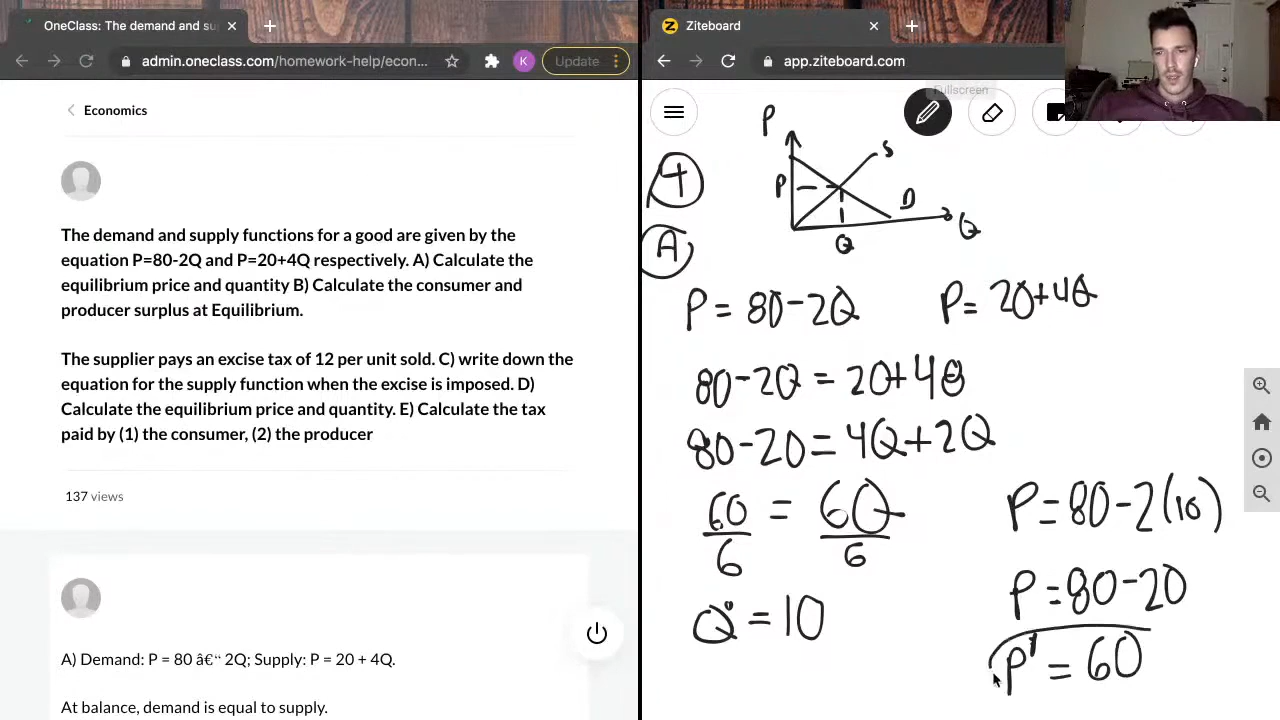 OneClass: The demand and su
Ziteboard
admin.oneclass.com/homework-help/econ...
K
Update
app.ziteboard.com
Fullscreen
Economics
The demand and supply functions for a good are given by the
equation P=80-2Q and P=20+4Q respectively. A) Calculate the
equilibrium price and quantity B) Calculate the consumer and
producer surplus at Equilibrium.
The supplier pays an excise tax of 12 per unit sold. C) write down the
equation for the supply function when the excise is imposed. D)
Calculate the equilibrium price and quantity. E) Calculate the tax
paid by (1) the consumer, (2) the producer
137 views
A) Demand: P = 80 â€“ 2Q; Supply: P = 20 + 4Q.
At balance, demand is equal to supply.
P
S
P
D
Q
Q
A
P = 80-2Q
P = 20+4Q
80-2Q = 20+4Q
80-20 = 4Q+2Q
60 = 6Q
6 6
Q* = 10
P = 80-2(10)
P = 80-20
P* = 60